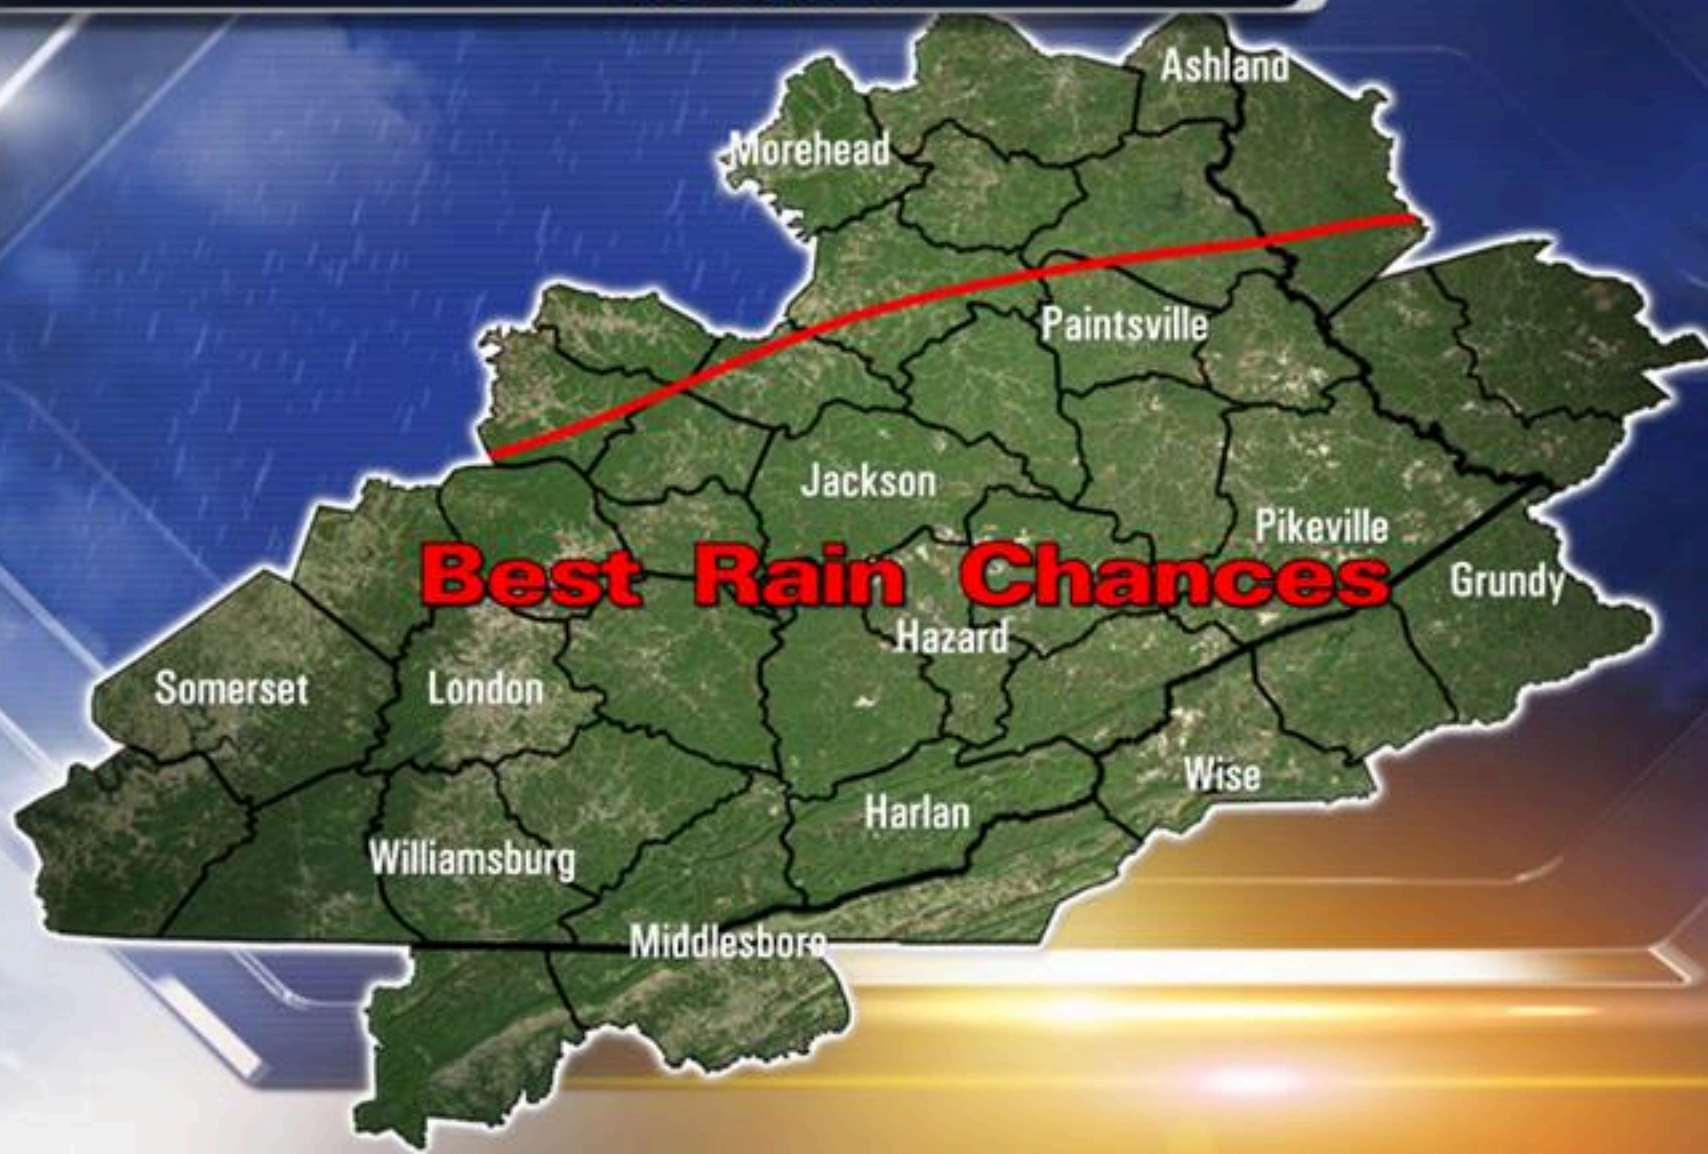 Ashland
Morehead
Paintsville
Jackson
Pikeville
Best Rain Chances
Grundy
Hazard
Somerset
London
Wise
Harlan
Williamsburg
Middlesboro